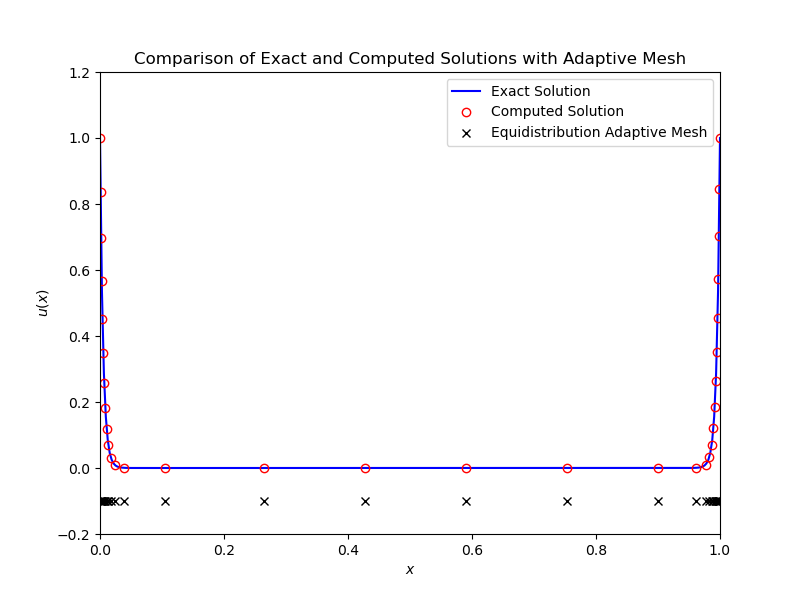 Comparison of Exact and Computed Solutions with Adaptive Mesh
Exact Solution
Computed Solution
Equidistribution Adaptive Mesh
u(x)
1.2
1.0
0.8
0.6
0.4
0.2
0.0
−0.2
0.0 0.2 0.4 0.6 0.8 1.0
x